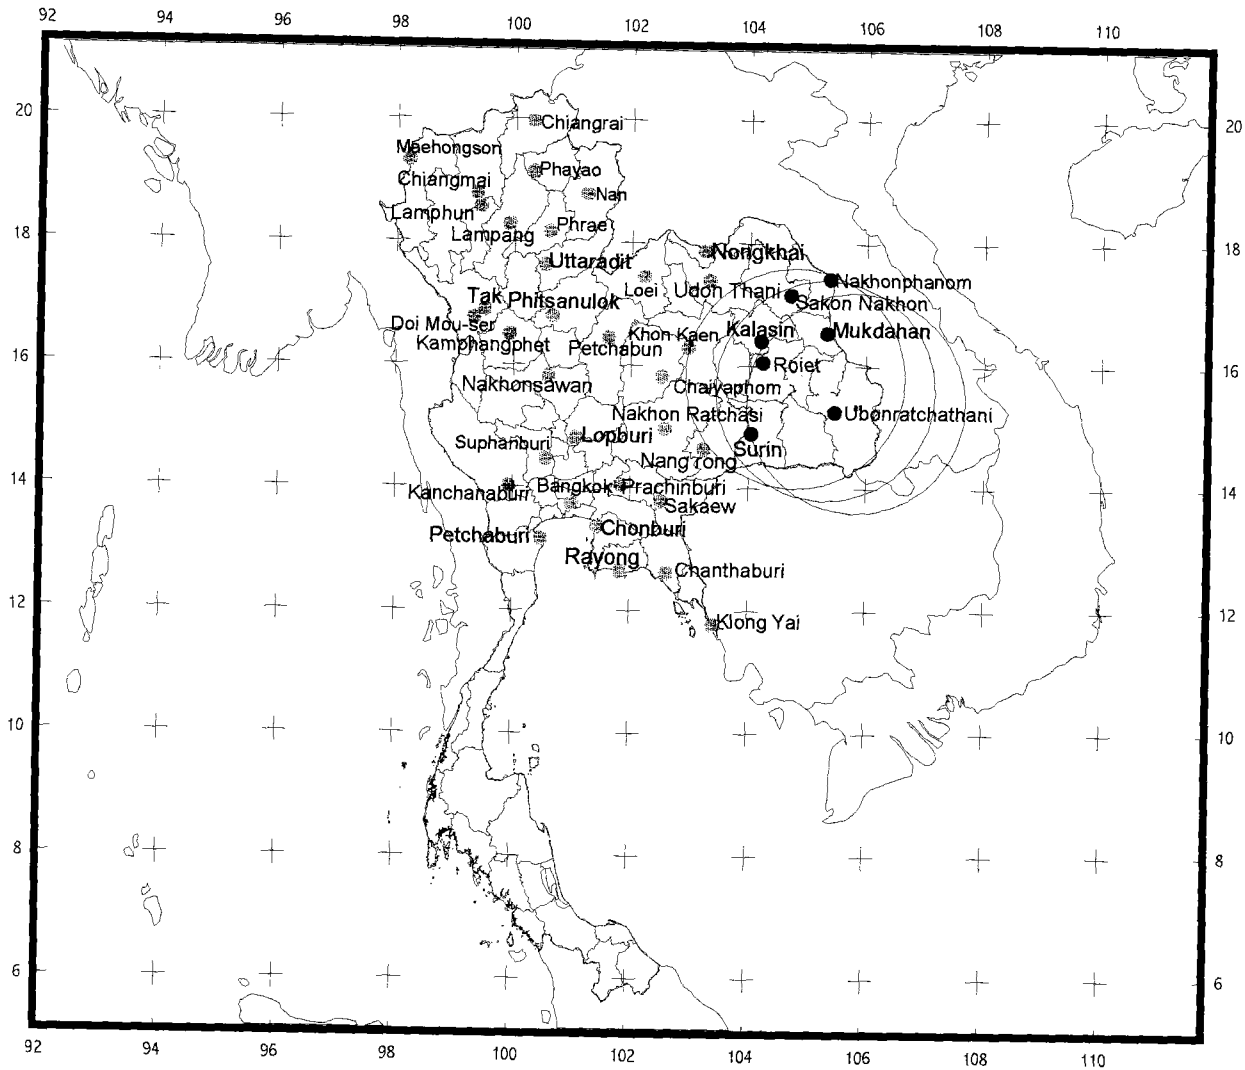 92 94 96 98 100 102 104 106 108 110
20 Chiangrai 20
Maehongson
Phayao
Chiangmai
Nan
Lamphun
Phrae
Lampang
18 Nongkhai 18
Uttaradit
Loei Udon Thani Nakhonphanom
Tak Phitsanulok Sakon Nakhon
Doi Mou-ser Khon Kaen Kalasin Mukdahan
Kamphangphet Petchabun
16 Roiet 16
Nakhonsawan Chaiyaphom
Nakhon Ratchasi Ubonratchathani
Suphanburi Lopburi
Surin
Nang rong
14 Kanchanaburi Bangkok Prachinburi 14
Sakaew
Petchaburi Chonburi
Rayong
Chanthaburi
12 Klong Yai 12
10 10
8 8
6 6
92 94 96 98 100 102 104 106 108 110